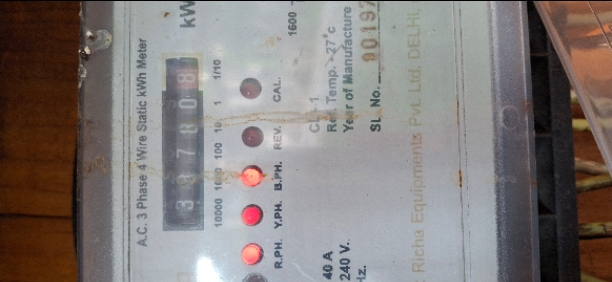 A.C. 3 Phase 4 Wire Static kWh Meter
337808 kW
10000 1000 100 10 1 1/10
R.PH. Y.PH. B.PH. REV. CAL.
1600
CL. 1
40 A Ref. Temp. 27°c
240 V. Year of Manufacture
Hz. SL. No. 90197
Richa Equipments Pvt. Ltd. DELHI,